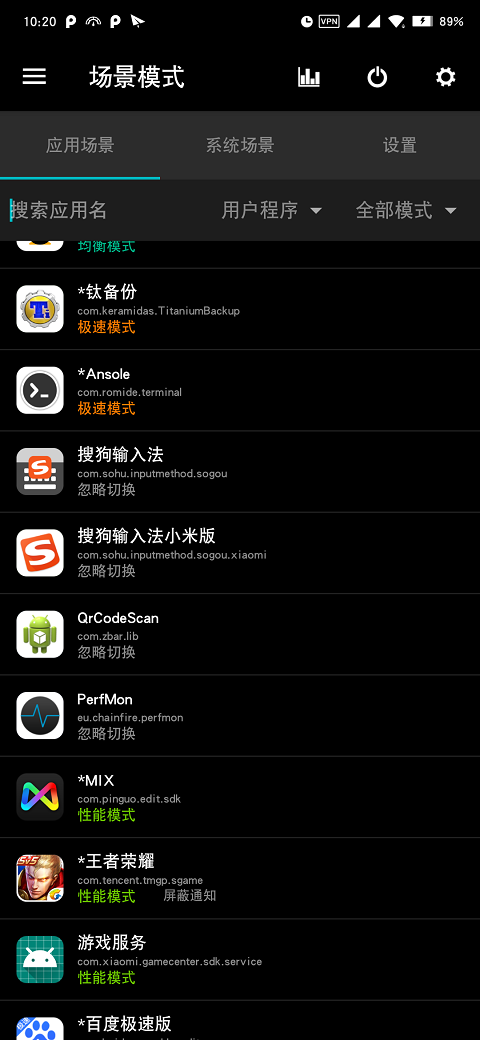 10:20 VPN 89%
场景模式
应用场景 系统场景 设置
搜索应用名 用户程序 全部模式
均衡模式
*钛备份
com.keramidas.TitaniumBackup
极速模式
*Ansole
com.romide.terminal
极速模式
搜狗输入法
com.sohu.inputmethod.sogou
忽略切换
搜狗输入法小米版
com.sohu.inputmethod.sogou.xiaomi
忽略切换
QrCodeScan
com.zbar.lib
忽略切换
PerfMon
eu.chainfire.perfmon
忽略切换
*MIX
com.pinguo.edit.sdk
性能模式
*王者荣耀
com.tencent.tmgp.sgame
性能模式 屏蔽通知
游戏服务
com.xiaomi.gamecenter.sdk.service
性能模式
*百度极速版